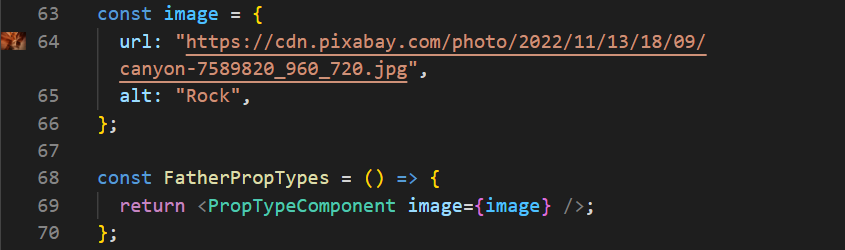 63 const image = {
64 url: "https://cdn.pixabay.com/photo/2022/11/13/18/09/
canyon-7589820_960_720.jpg",
65 alt: "Rock",
66 };
67
68 const FatherPropTypes = () => {
69 return <PropTypeComponent image={image} />;
70 };